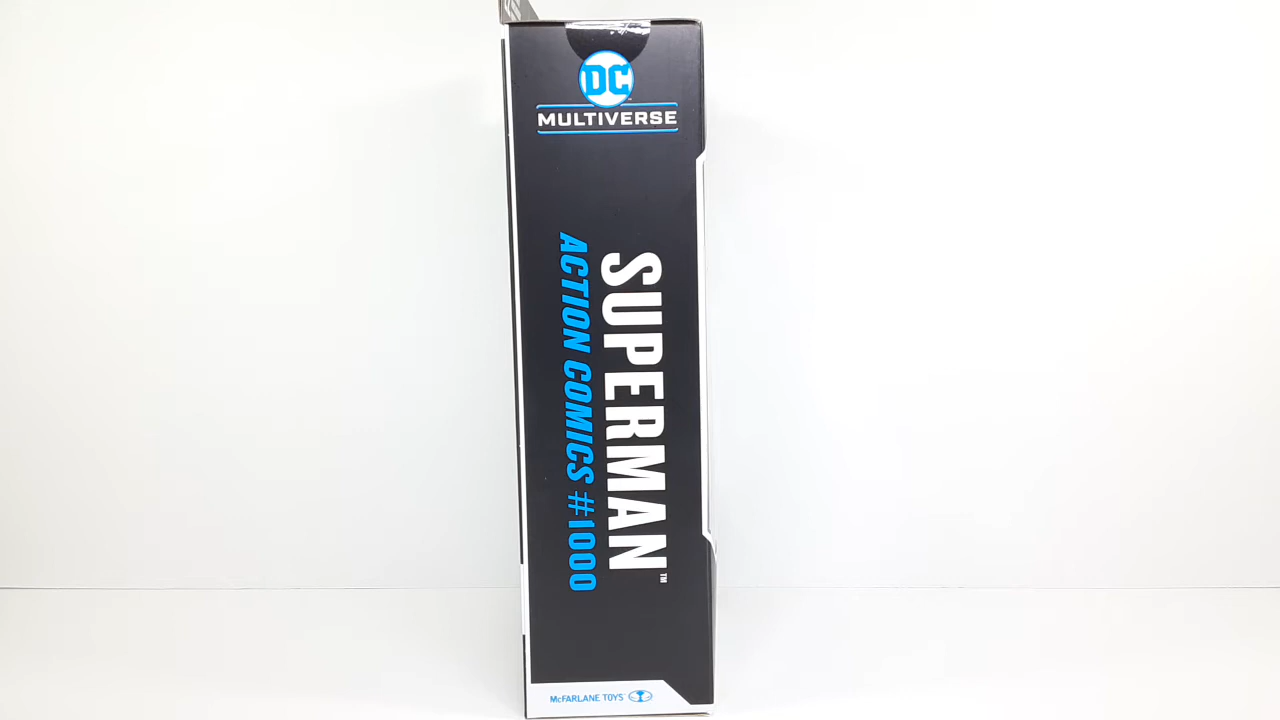 DC
MULTIVERSE
SUPERMAN™
ACTION COMICS #1000
McFARLANE TOYS